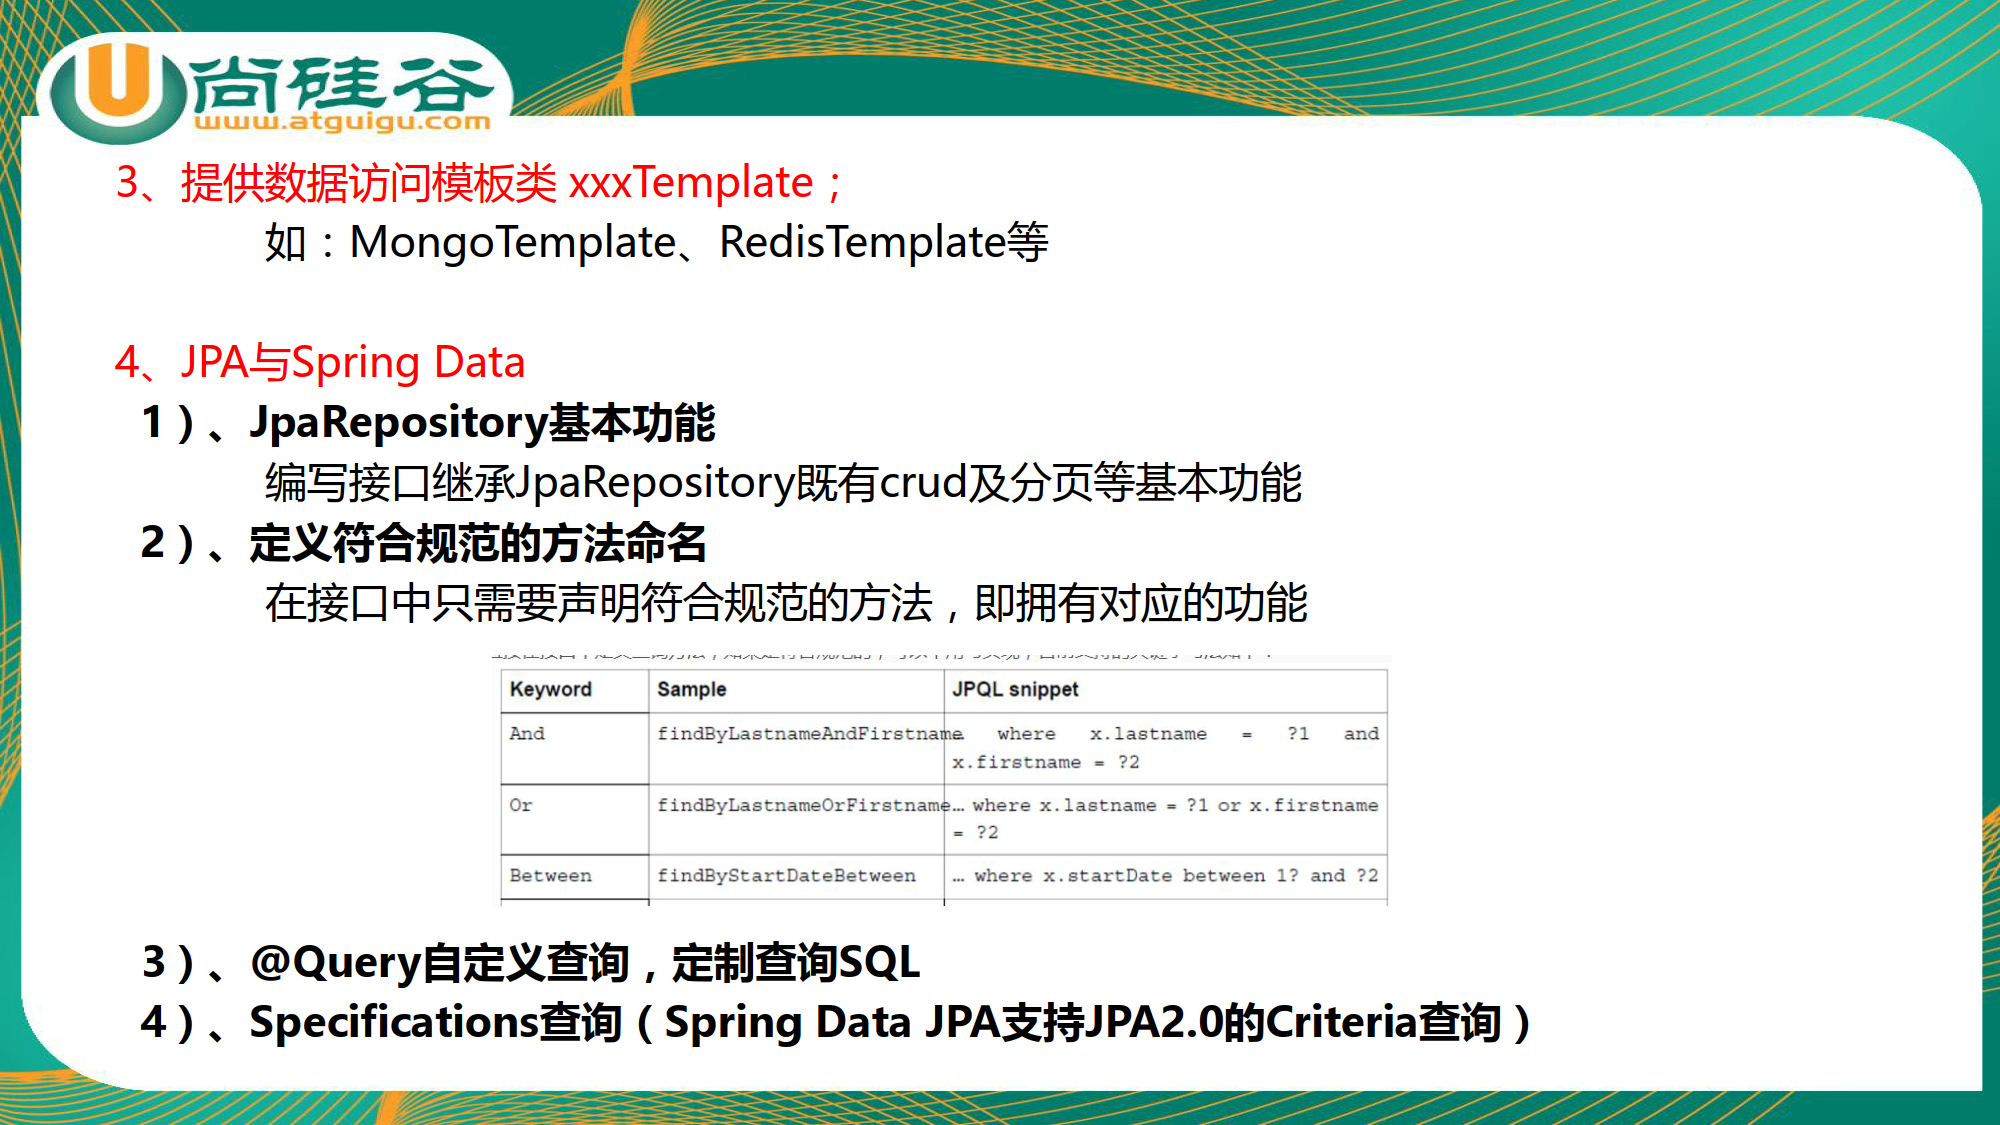 尚硅谷
www.atguigu.com
3、提供数据访问模板类 xxxTemplate；
如：MongoTemplate、RedisTemplate等
4、JPA与Spring Data
1）、JpaRepository基本功能
编写接口继承JpaRepository既有crud及分页等基本功能
2）、定义符合规范的方法命名
在接口中只需要声明符合规范的方法，即拥有对应的功能
Keyword Sample JPQL snippet
And findByLastnameAndFirstname … where x.lastname = ?1 and
x.firstname = ?2
Or findByLastnameOrFirstname … where x.lastname = ?1 or x.firstname
= ?2
Between findByStartDateBetween … where x.startDate between 1? and ?2
3）、@Query自定义查询，定制查询SQL
4）、Specifications查询（Spring Data JPA支持JPA2.0的Criteria查询）